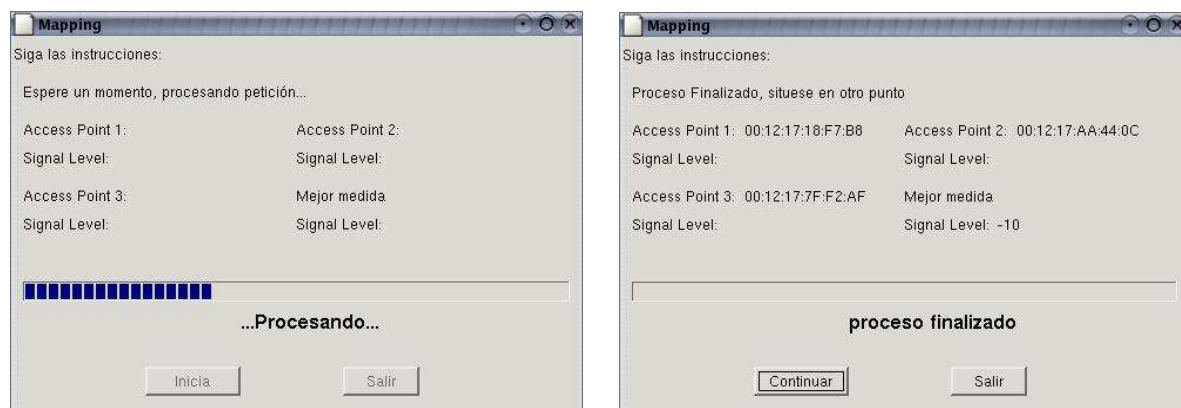 Mapping
Siga las instrucciones:
Espere un momento, procesando petición...
Access Point 1:
Access Point 2:
Signal Level:
Signal Level:
Access Point 3:
Mejor medida
Signal Level:
Signal Level:
...Procesando...
Inicia
Salir
Mapping
Siga las instrucciones:
Proceso Finalizado, situese en otro punto
Access Point 1: 00:12:17:18:F7:B8
Access Point 2: 00:12:17:AA:44:0C
Signal Level:
Signal Level:
Access Point 3: 00:12:17:7F:F2:AF
Mejor medida
Signal Level:
Signal Level: -10
proceso finalizado
Continuar
Salir